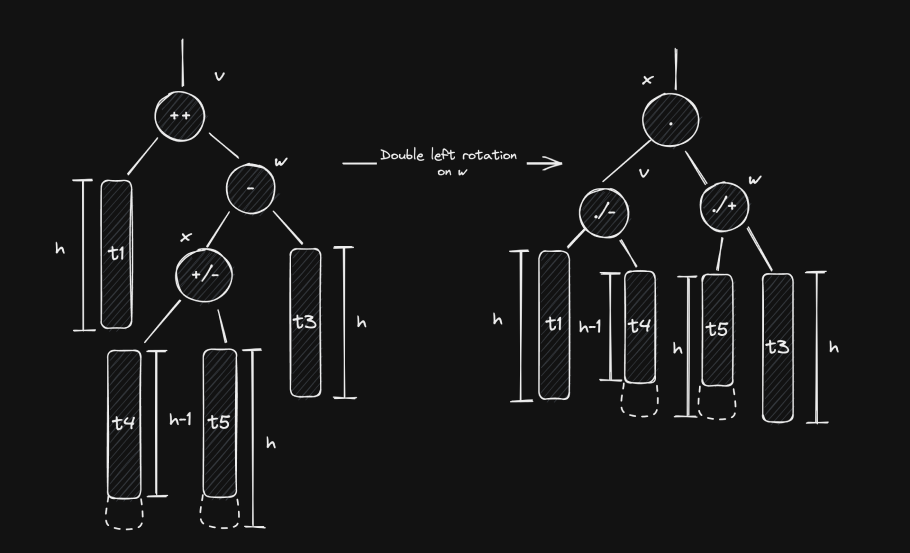 v
++
w
-
x
+/-
h
t1
t3
h
t4
h-1
t5
h
Double left rotation
on w
x
.
v
w
./-
./+
h
t1
h-1
t4
h
t5
t3
h